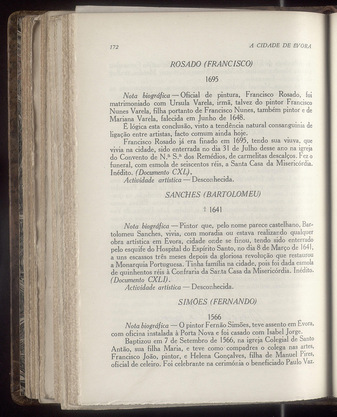 172
A CIDADE DE EVORA
ROSADO (FRANCISCO)
1695
Nota biográfica — Oficial de pintura, Francisco Rosado, foi
matrimoniado com Ursula Varela, irmã, talvez do pintor Francisco
Nunes Varela, filha portanto de Francisco Nunes, também pintor e de
Mariana Varela, falecida em Junho de 1648.
É lógica esta conclusão, visto a tendência natural consanguinis de
ligação entre artistas, facto comum ainda hoje.
Francisco Rosado já era finado em 1695, tendo sua viuva, que
vivia na cidade, sido enterrada no dia 31 de Julho desse ano na igreja
do Convento de N.ª S.ª dos Remédios, de carmelitas descalços. Fez o
funeral, com esmola de seiscentos réis, a Santa Casa da Misericórdia.
Inédito. (Documento CXL).
Actividade artística — Desconhecida.
SANCHES (BARTOLOMEU)
† 1641
Nota biográfica — Pintor que, pelo nome parece castelhano, Bar-
tolomeu Sanches, vivia, com moradia ou estava realizando qualquer
obra artística em Évora, cidade onde se finou, tendo sido enterrado
pelo esquife do Hospital do Espírito Santo, no dia 8 de Março de 1641,
a uns escassos três meses depois da gloriosa revolução que restaurou
a Monarquia Portuguesa. Tinha família na cidade, pois foi dada esmola
de quinhentos réis à Confraria da Santa Casa da Misericórdia. Inédito.
(Documento CXLI).
Actividade artística — Desconhecida.
SIMÕES (FERNANDO)
1566
Nota biográfica — O pintor Fernão Simões, teve assento em Évora,
com oficina instalada à Porta Nova e foi casado com Isabel Jorge.
Baptizou em 7 de Setembro de 1566, na igreja Colegial de Santo
Antão, sua filha Maria, e teve como compadres o colega nas artes,
Francisco João, pintor, e Helena Gonçalves, filha de Manuel Pires,
oficial de celeiro. Foi celebrante na cerimónia o beneficiado Paulo Vaz.